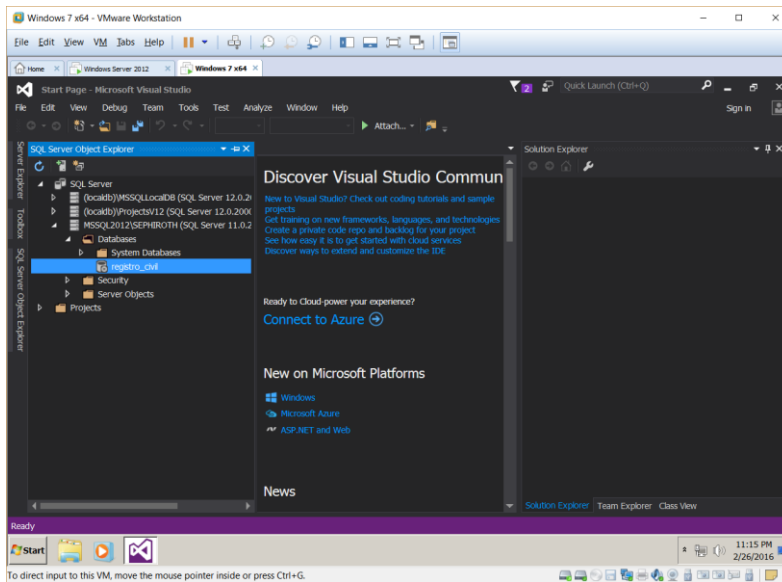 Windows 7 x64 - VMware Workstation
File Edit View VM Tabs Help
Home Windows Server 2012 Windows 7 x64
Start Page - Microsoft Visual Studio
2 Quick Launch (Ctrl+Q)
File Edit View Debug Team Tools Test Analyze Window Help
Sign in
Attach...
Server Explorer
Toolbox
SQL Server Object Explorer
SQL Server Object Explorer
SQL Server
(localdb)\MSSQLLocalDB (SQL Server 12.0.2
(localdb)\ProjectsV12 (SQL Server 12.0.2000
MSSQL2012\SEPHIROTH (SQL Server 11.0.2
Databases
System Databases
registro_civil
Security
Server Objects
Projects
Discover Visual Studio Commun
New to Visual Studio? Check out coding tutorials and sample
projects
Get training on new frameworks, languages, and technologies
Create a private code repo and backlog for your project
See how easy it is to get started with cloud services
Discover ways to extend and customize the IDE
Ready to Cloud-power your experience?
Connect to Azure
New on Microsoft Platforms
Windows
Microsoft Azure
ASP.NET and Web
News
Solution Explorer
Solution Explorer Team Explorer Class View
Ready
Start
11:15 PM
2/26/2016
To direct input to this VM, move the mouse pointer inside or press Ctrl+G.